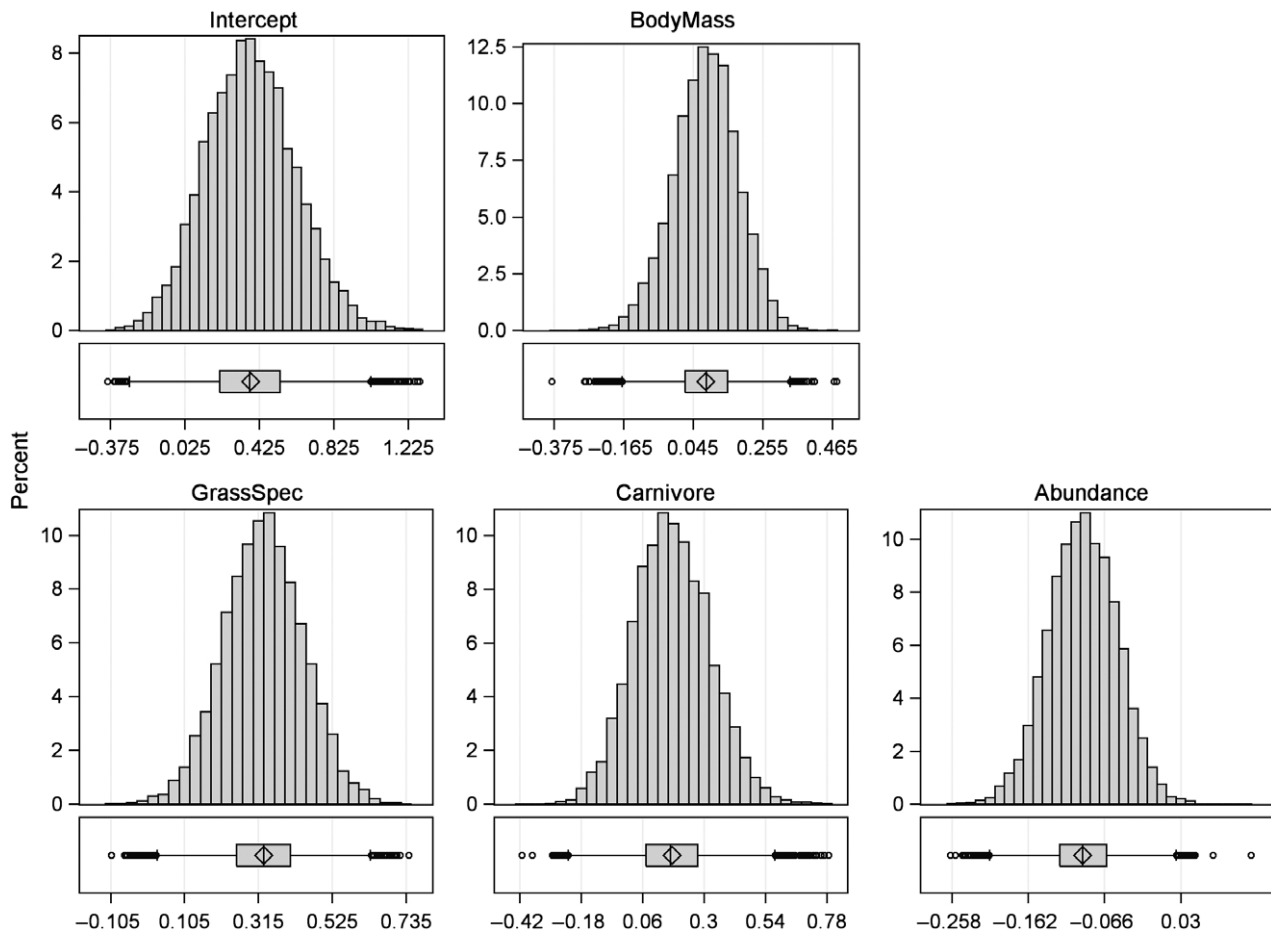 Intercept BodyMass
8 12.5
10.0
6
7.5
4
5.0
2
2.5
0 0.0
−0.375 0.025 0.425 0.825 1.225 −0.375 −0.165 0.045 0.255 0.465
Percent
GrassSpec Carnivore Abundance
10 10 10
8 8 8
6 6 6
4 4 4
2 2 2
0 0 0
−0.105 0.105 0.315 0.525 0.735 −0.42 −0.18 0.06 0.3 0.54 0.78 −0.258 −0.162 −0.066 0.03